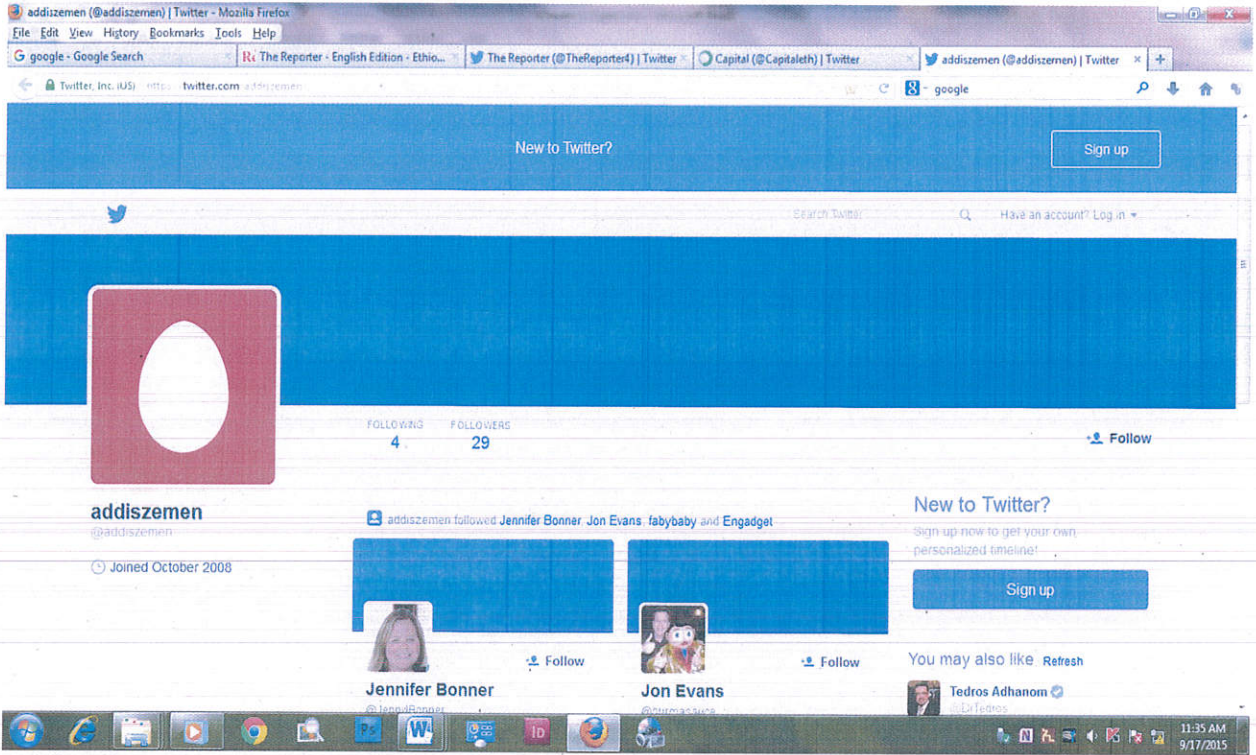 addiszemen (@addiszemen) | Twitter - Mozilla Firefox
File Edit View History Bookmarks Tools Help
google - Google Search
The Reporter - English Edition - Ethio...
The Reporter (@TheReporter4) | Twitter
Capital (@Capitaleth) | Twitter
addiszemen (@addiszemen) | Twitter
Twitter, Inc. (US) twitter.com addiszemen
google
New to Twitter?
Sign up
Search Twitter
Have an account? Log in
FOLLOWING
4
FOLLOWERS
29
Follow
addiszemen
@addiszemen
Joined October 2008
addiszemen followed Jennifer Bonner, Jon Evans, fabybaby and Engadget
Follow
Jennifer Bonner
Follow
Jon Evans
New to Twitter?
Sign up now to get your own
personalized timeline!
Sign up
You may also like Refresh
Tedros Adhanom
@DrTedros
Ps
W
Id
11:35 AM
9/17/2015